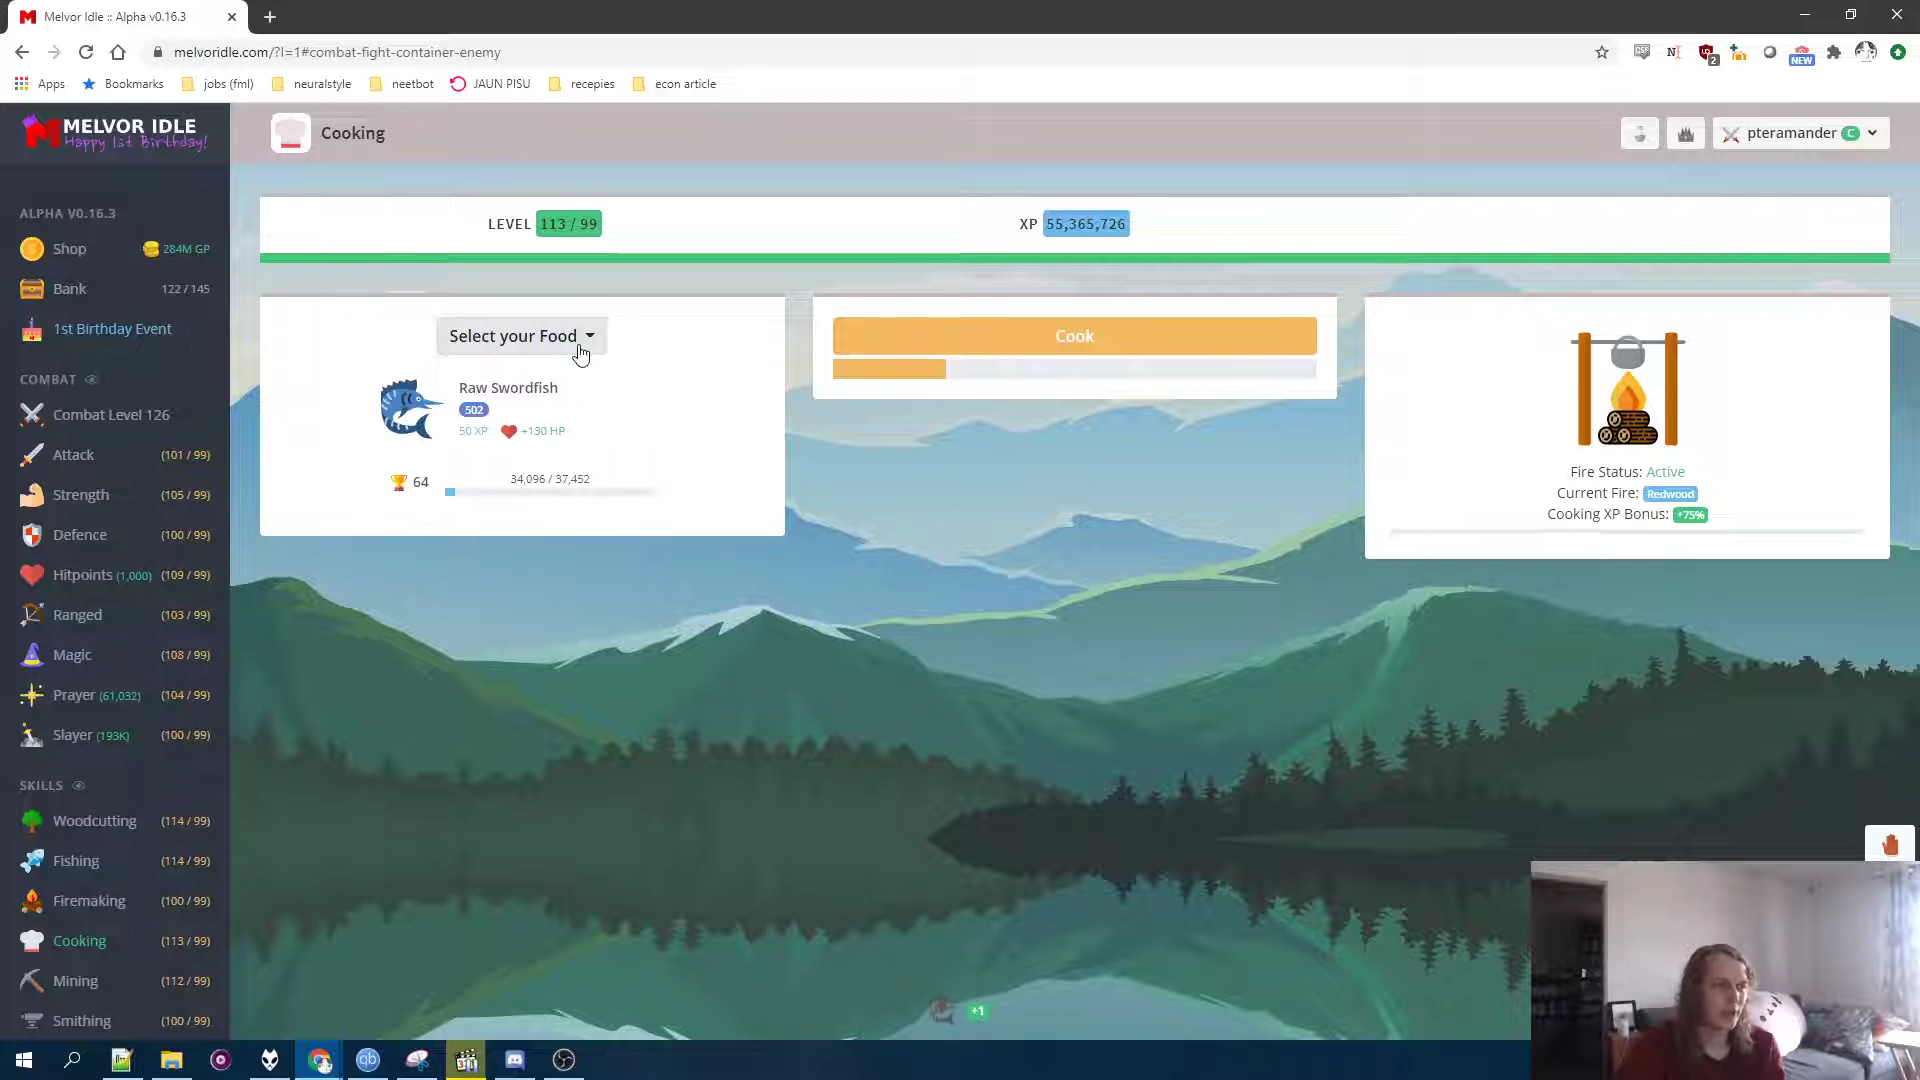 Melvor Idle :: Alpha v0.16.3
melvoridle.com/?l=1#combat-fight-container-enemy
2
NEW
Apps
Bookmarks
jobs (fml)
neuralstyle
neetbot
JAUN PISU
recepies
econ article
MELVOR IDLE
Happy 1st Birthday!
Cooking
pteramander C
ALPHA V0.16.3
Shop 284M GP
Bank 122 / 145
1st Birthday Event
COMBAT
Combat Level 126
Attack (101 / 99)
Strength (105 / 99)
Defence (100 / 99)
Hitpoints (1,000) (109 / 99)
Ranged (103 / 99)
Magic (108 / 99)
Prayer (61,032) (104 / 99)
Slayer (193K) (100 / 99)
SKILLS
Woodcutting (114 / 99)
Fishing (114 / 99)
Firemaking (100 / 99)
Cooking (113 / 99)
Mining (112 / 99)
Smithing (100 / 99)
LEVEL 113 / 99
XP 55,365,726
Select your Food
Raw Swordfish
502
50 XP +130 HP
64 34,096 / 37,452
Cook
Fire Status: Active
Current Fire: Redwood
Cooking XP Bonus: +75%
+1
qb